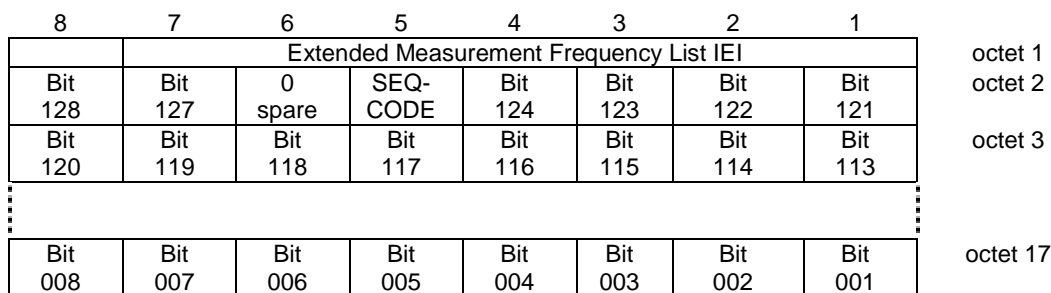 8 7 6 5 4 3 2 1
Extended Measurement Frequency List IEI octet 1
Bit Bit 0 SEQ- Bit Bit Bit Bit octet 2
128 127 spare CODE 124 123 122 121
Bit Bit Bit Bit Bit Bit Bit Bit octet 3
120 119 118 117 116 115 114 113
Bit Bit Bit Bit Bit Bit Bit Bit octet 17
008 007 006 005 004 003 002 001